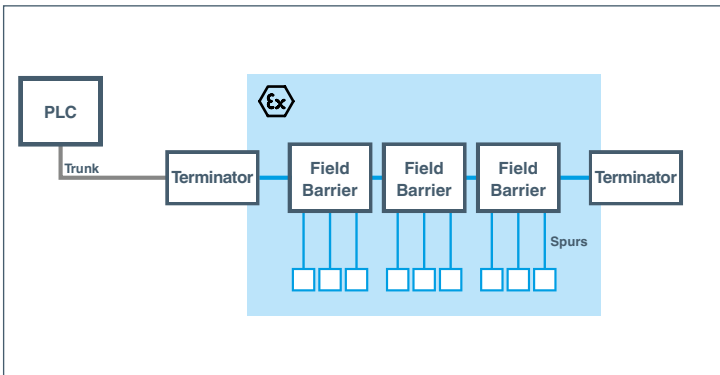 Ex
PLC
Trunk
Terminator
Field
Barrier
Field
Barrier
Field
Barrier
Terminator
Spurs